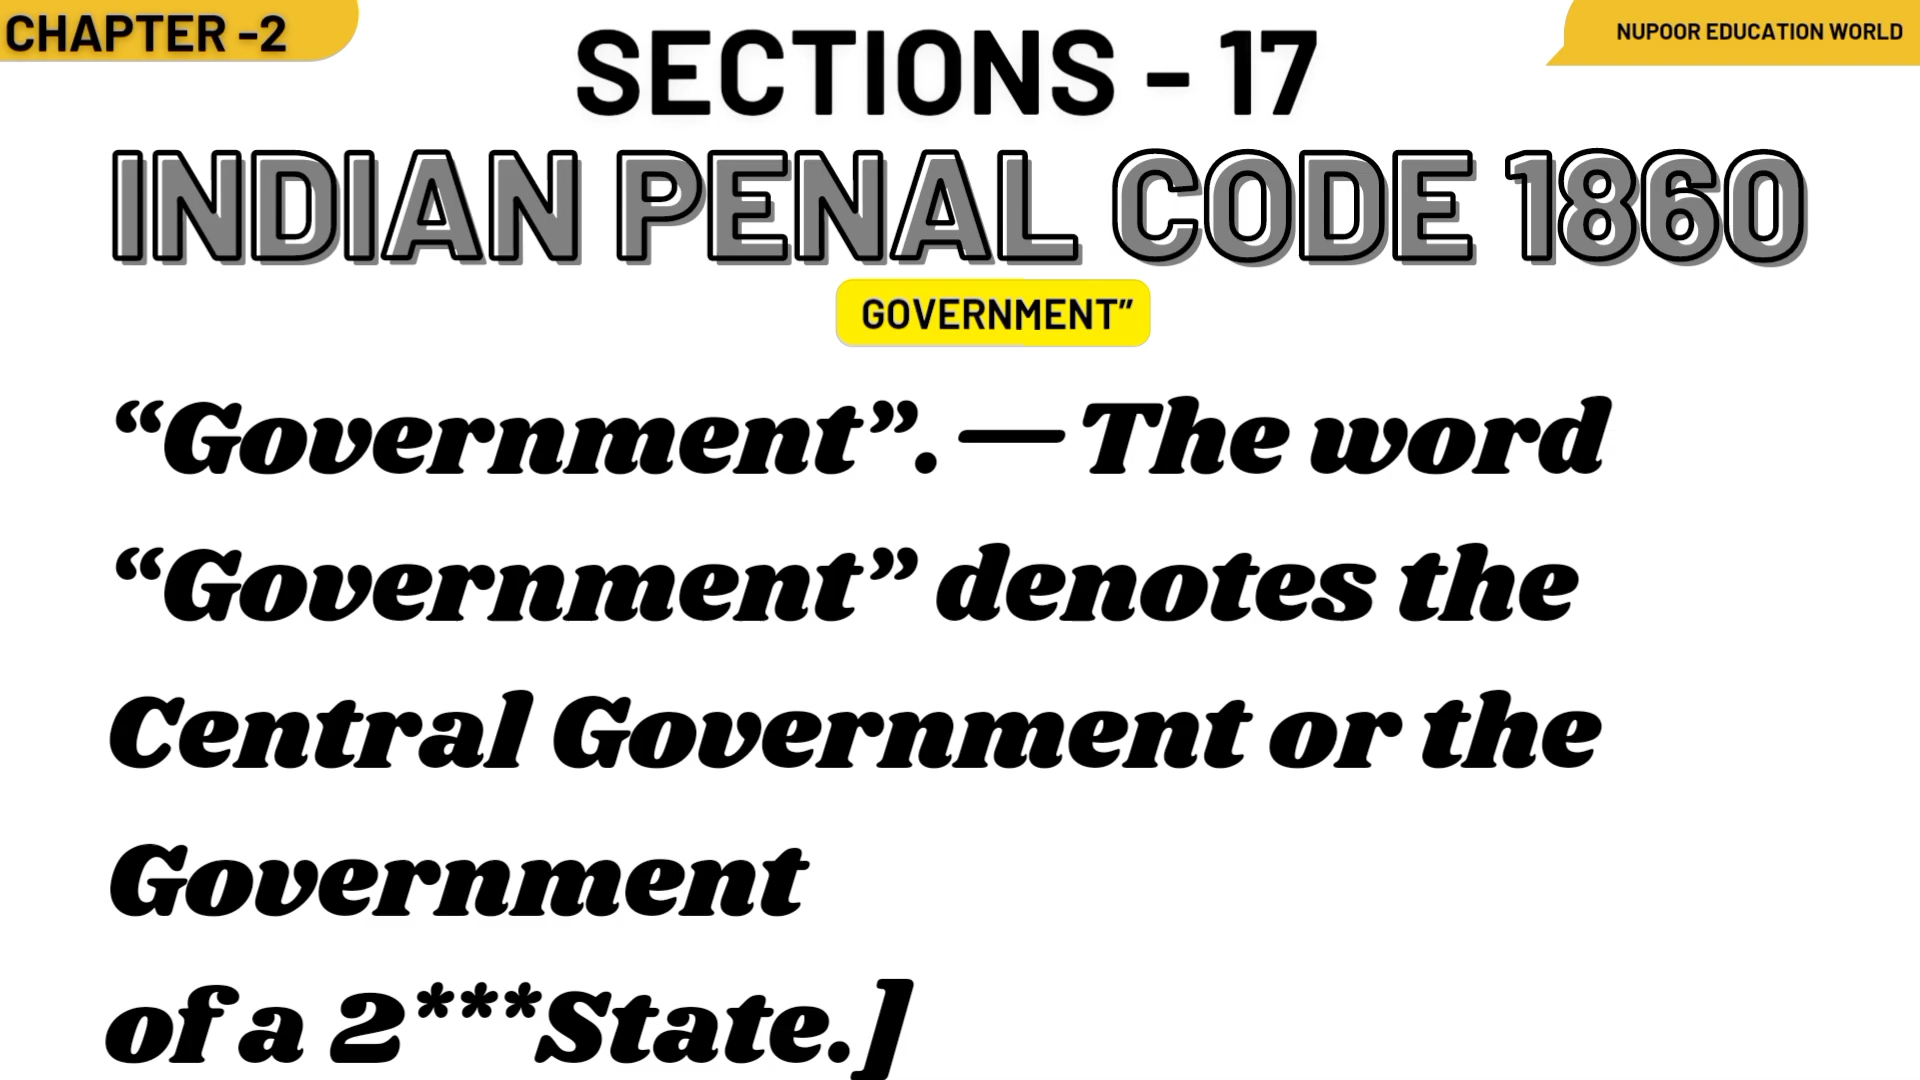 CHAPTER -2
SECTIONS - 17
NUPOOR EDUCATION WORLD
INDIAN PENAL CODE 1860
GOVERNMENT”
“Government”.—The word
“Government” denotes the
Central Government or the
Government
of a 2***State.]